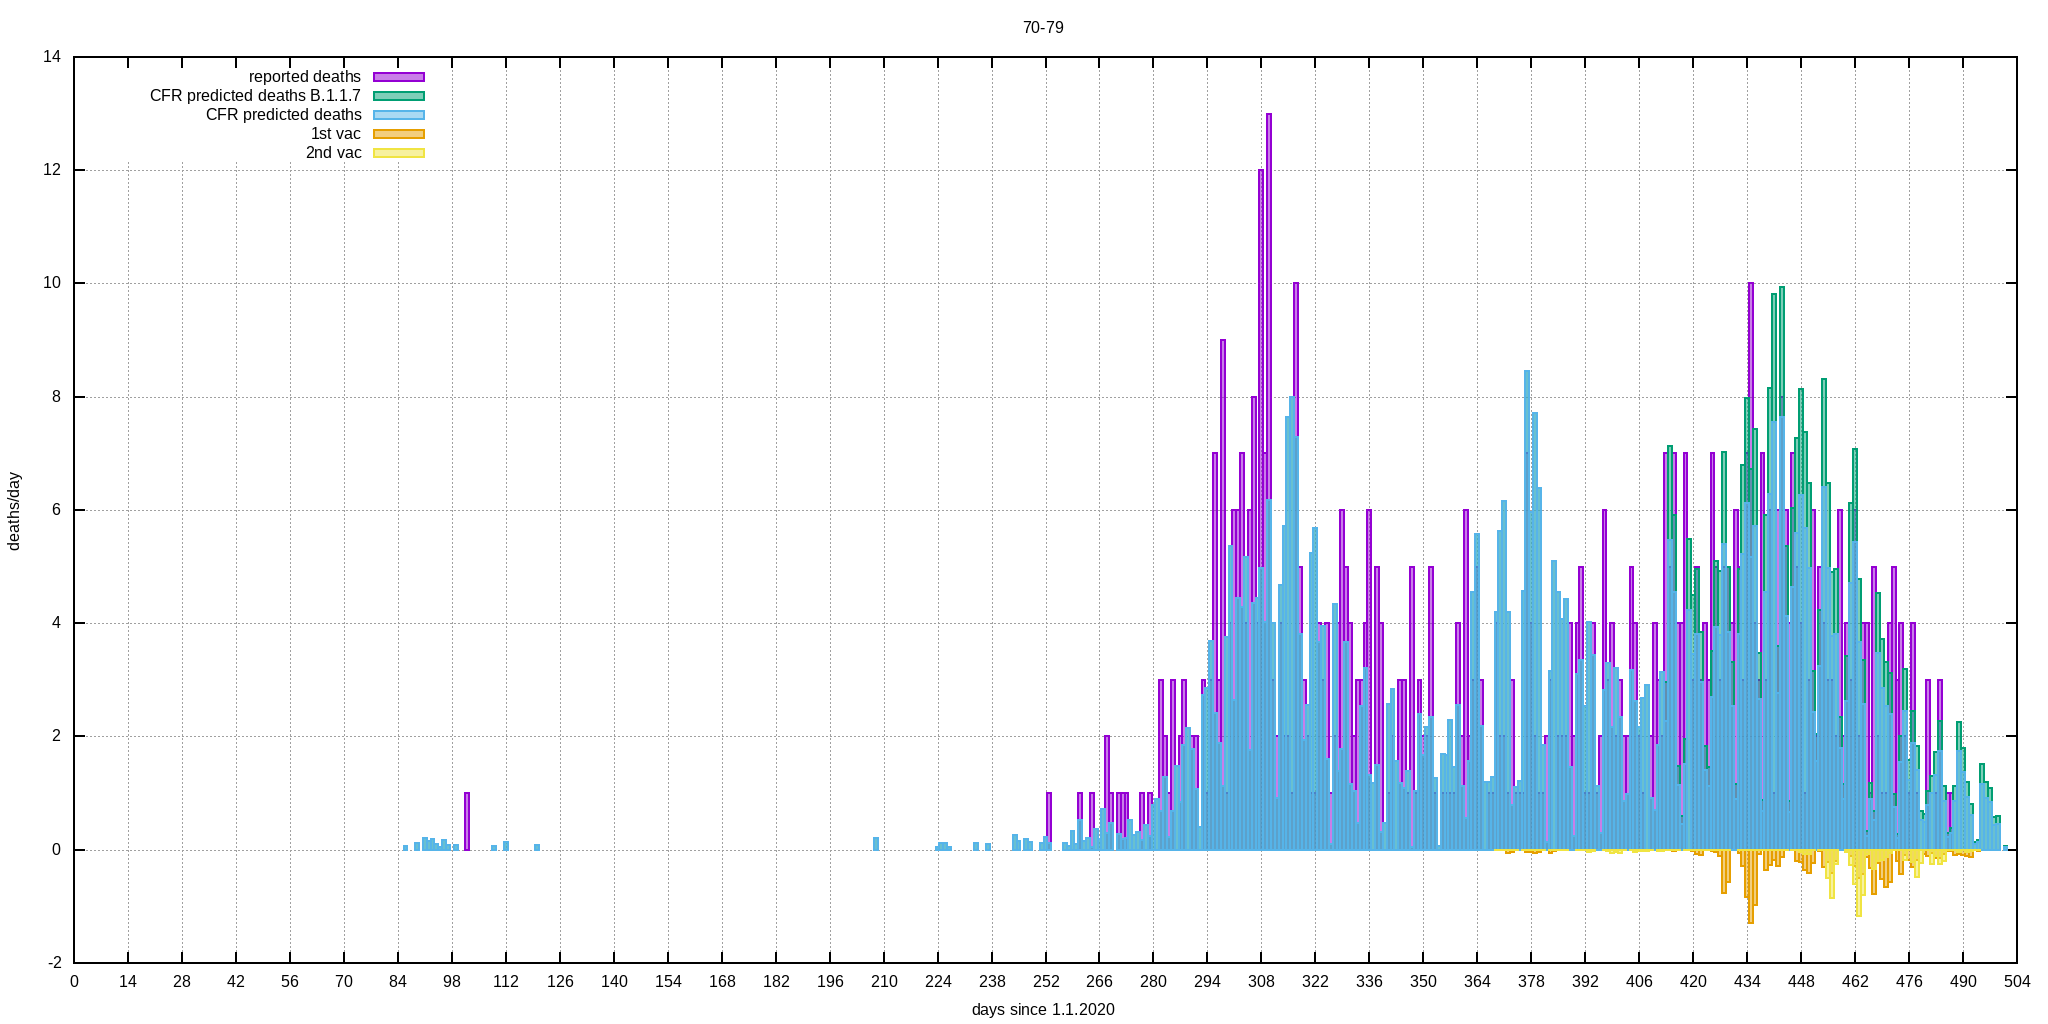 70-79
14
reported deaths
CFR predicted deaths B.1.1.7
CFR predicted deaths
1st vac
2nd vac
12
10
8
6
4
2
0
-2
deaths/day
0 14 28 42 56 70 84 98 112 126 140 154 168 182 196 210 224 238 252 266 280 294 308 322 336 350 364 378 392 406 420 434 448 462 476 490 504
days since 1.1.2020